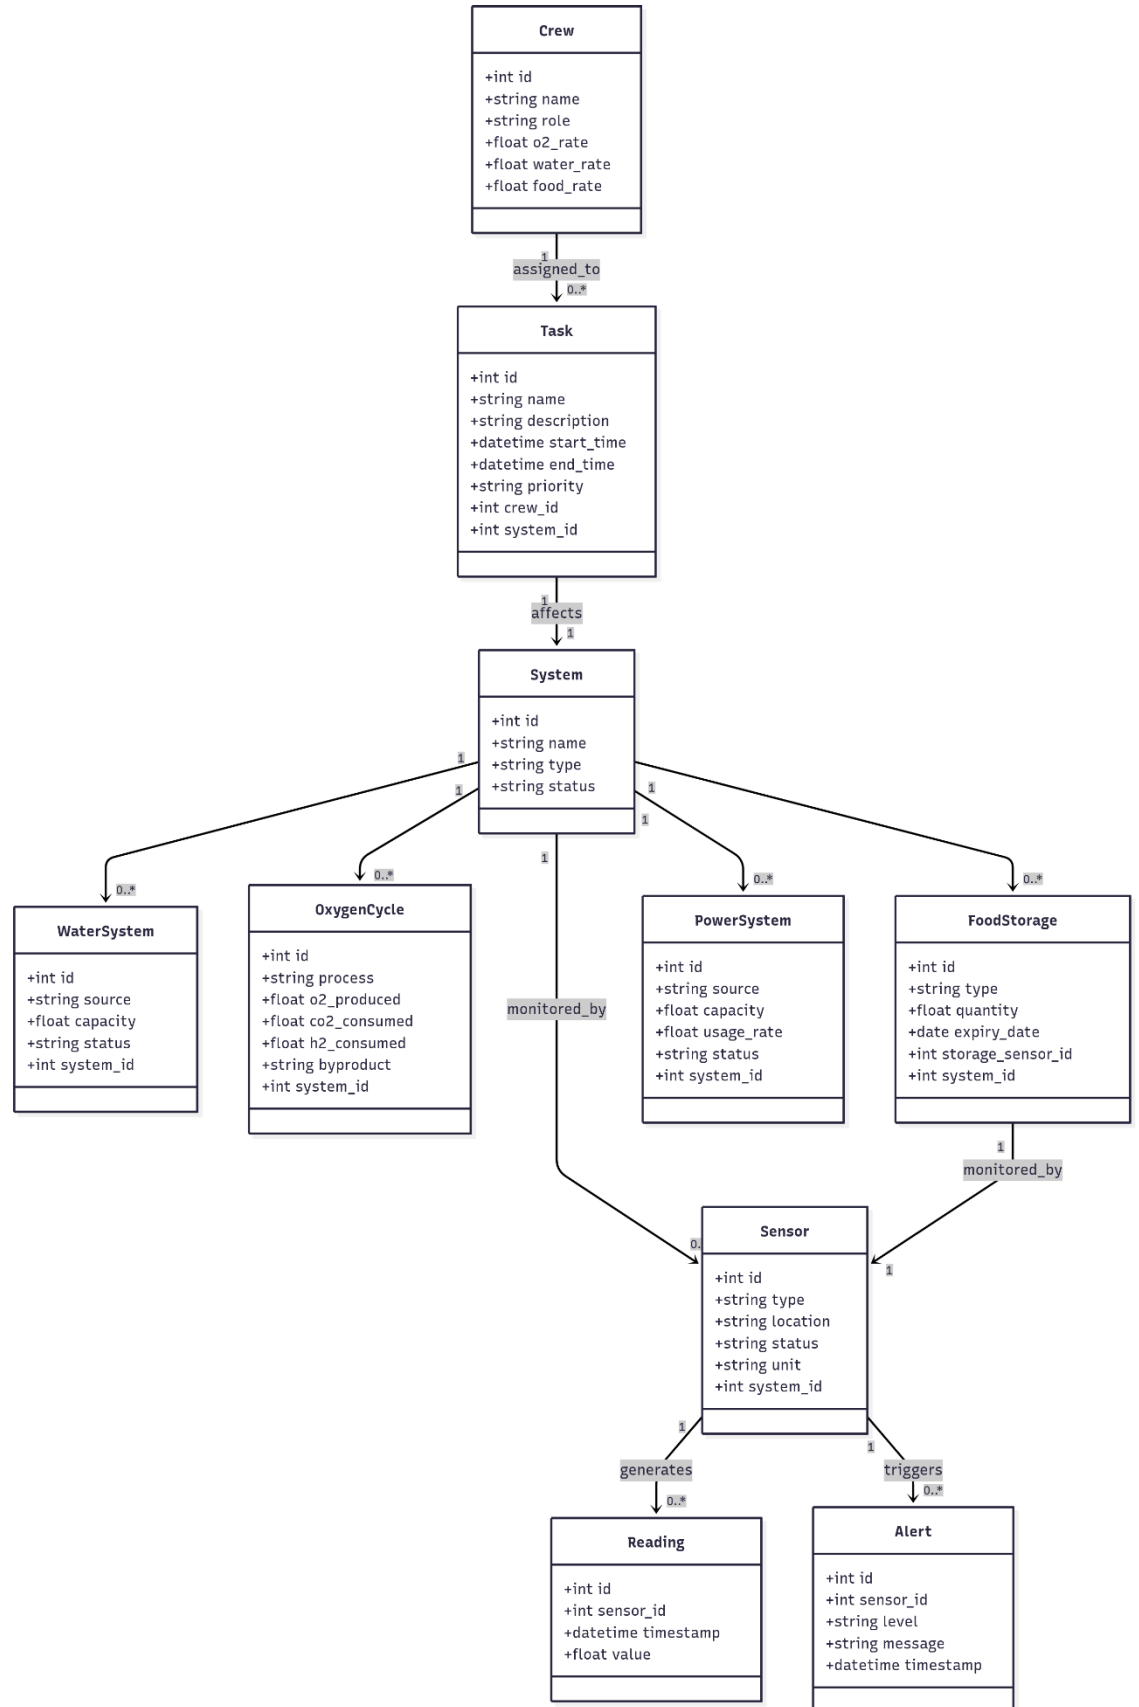 Crew
+int id
+string name
+string role
+float o2_rate
+float water_rate
+float food_rate
1
assigned_to
0..*
Task
+int id
+string name
+string description
+datetime start_time
+datetime end_time
+string priority
+int crew_id
+int system_id
1
affects
1
System
+int id
+string name
+string type
+string status
1
1
1
1
1
0..*
0..*
0..*
0..*
WaterSystem
+int id
+string source
+float capacity
+string status
+int system_id
OxygenCycle
+int id
+string process
+float o2_produced
+float co2_consumed
+float h2_consumed
+string byproduct
+int system_id
monitored_by
PowerSystem
+int id
+string source
+float capacity
+float usage_rate
+string status
+int system_id
FoodStorage
+int id
+string type
+float quantity
+date expiry_date
+int storage_sensor_id
+int system_id
1
monitored_by
0.
1
Sensor
+int id
+string type
+string location
+string status
+string unit
+int system_id
1
generates
0..*
1
triggers
0..*
Reading
+int id
+int sensor_id
+datetime timestamp
+float value
Alert
+int id
+int sensor_id
+string level
+string message
+datetime timestamp